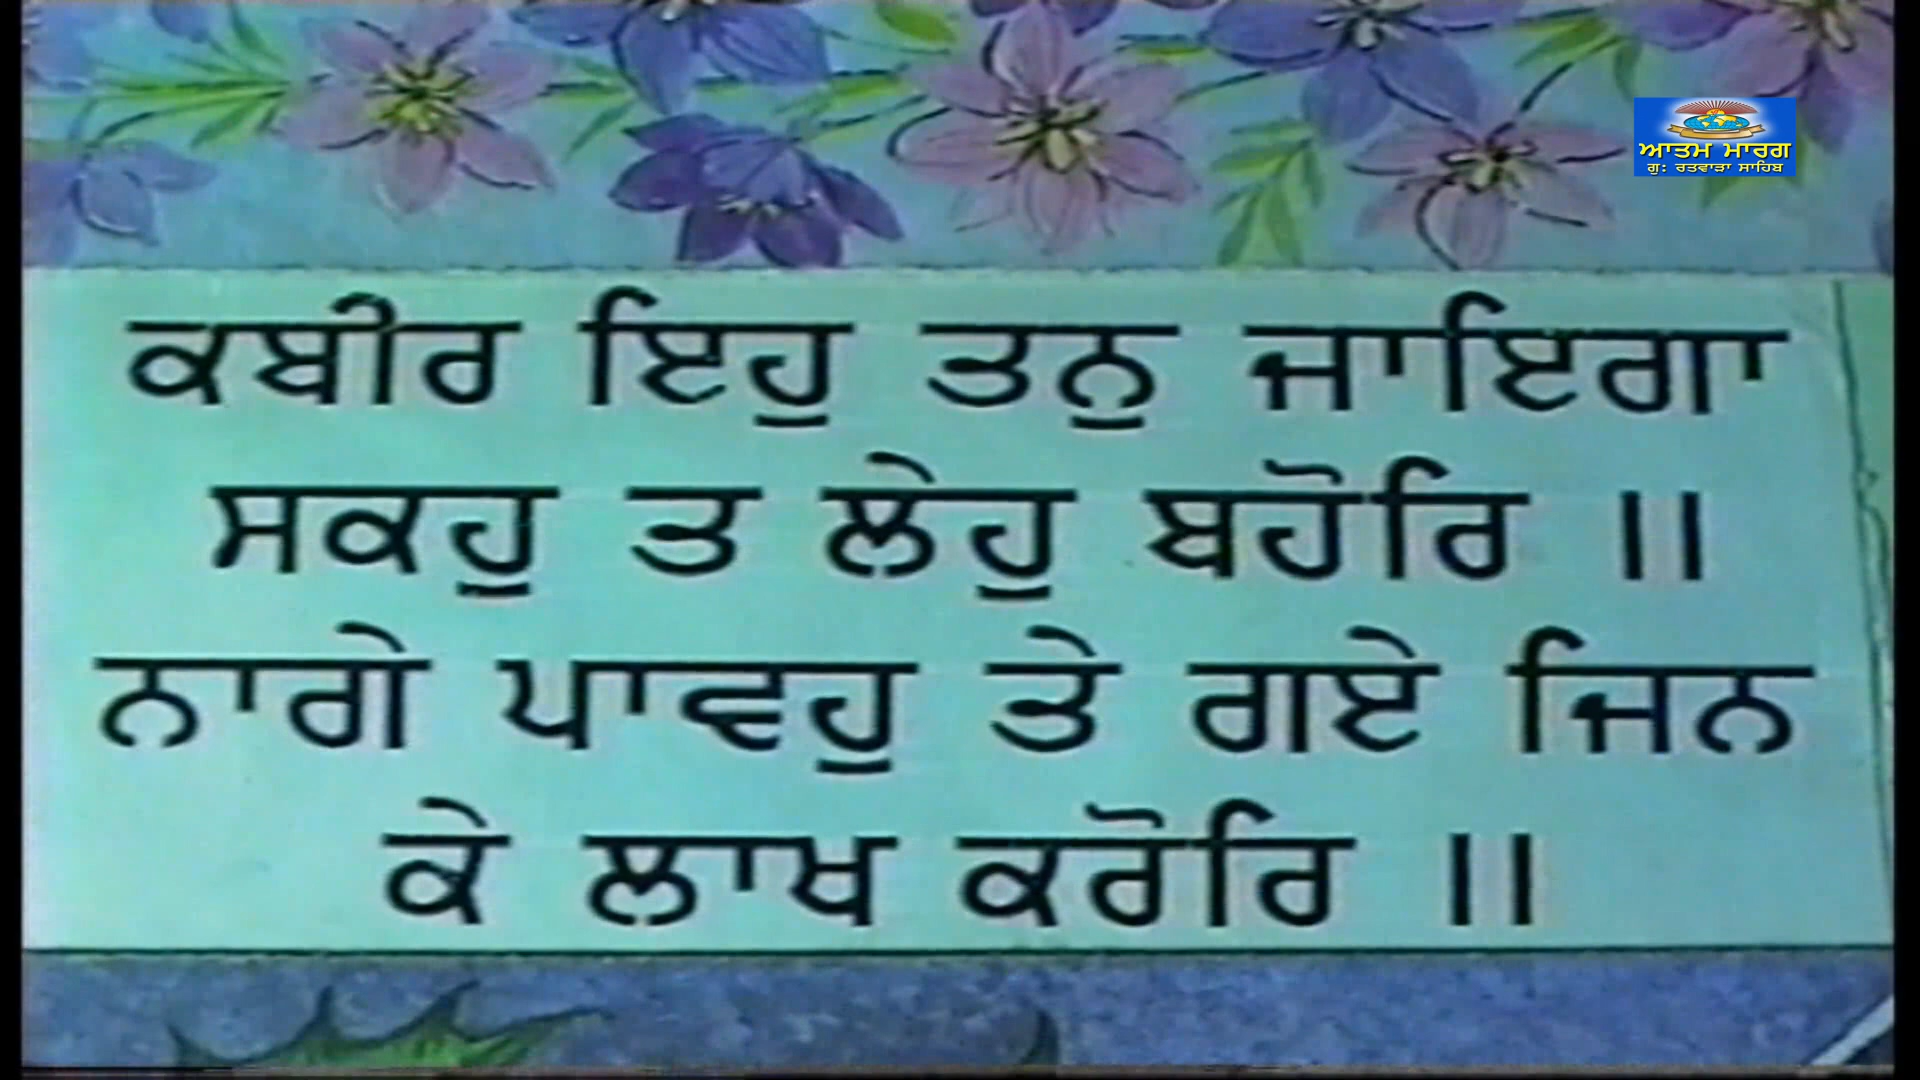 ਆਤਮ ਮਾਰਗ
ਗੁ: ਰਤਵਾੜਾ ਸਾਹਿਬ
ਕਬੀਰ ਇਹੁ ਤਨੁ ਜਾਇਗਾ
ਸਕਹੁ ਤ ਲੇਹੁ ਬਹੋਰਿ ॥
ਨਾਗੇ ਪਾਵਹੁ ਤੇ ਗਏ ਜਿਨ
ਕੇ ਲਾਖ ਕਰੋਰਿ ॥